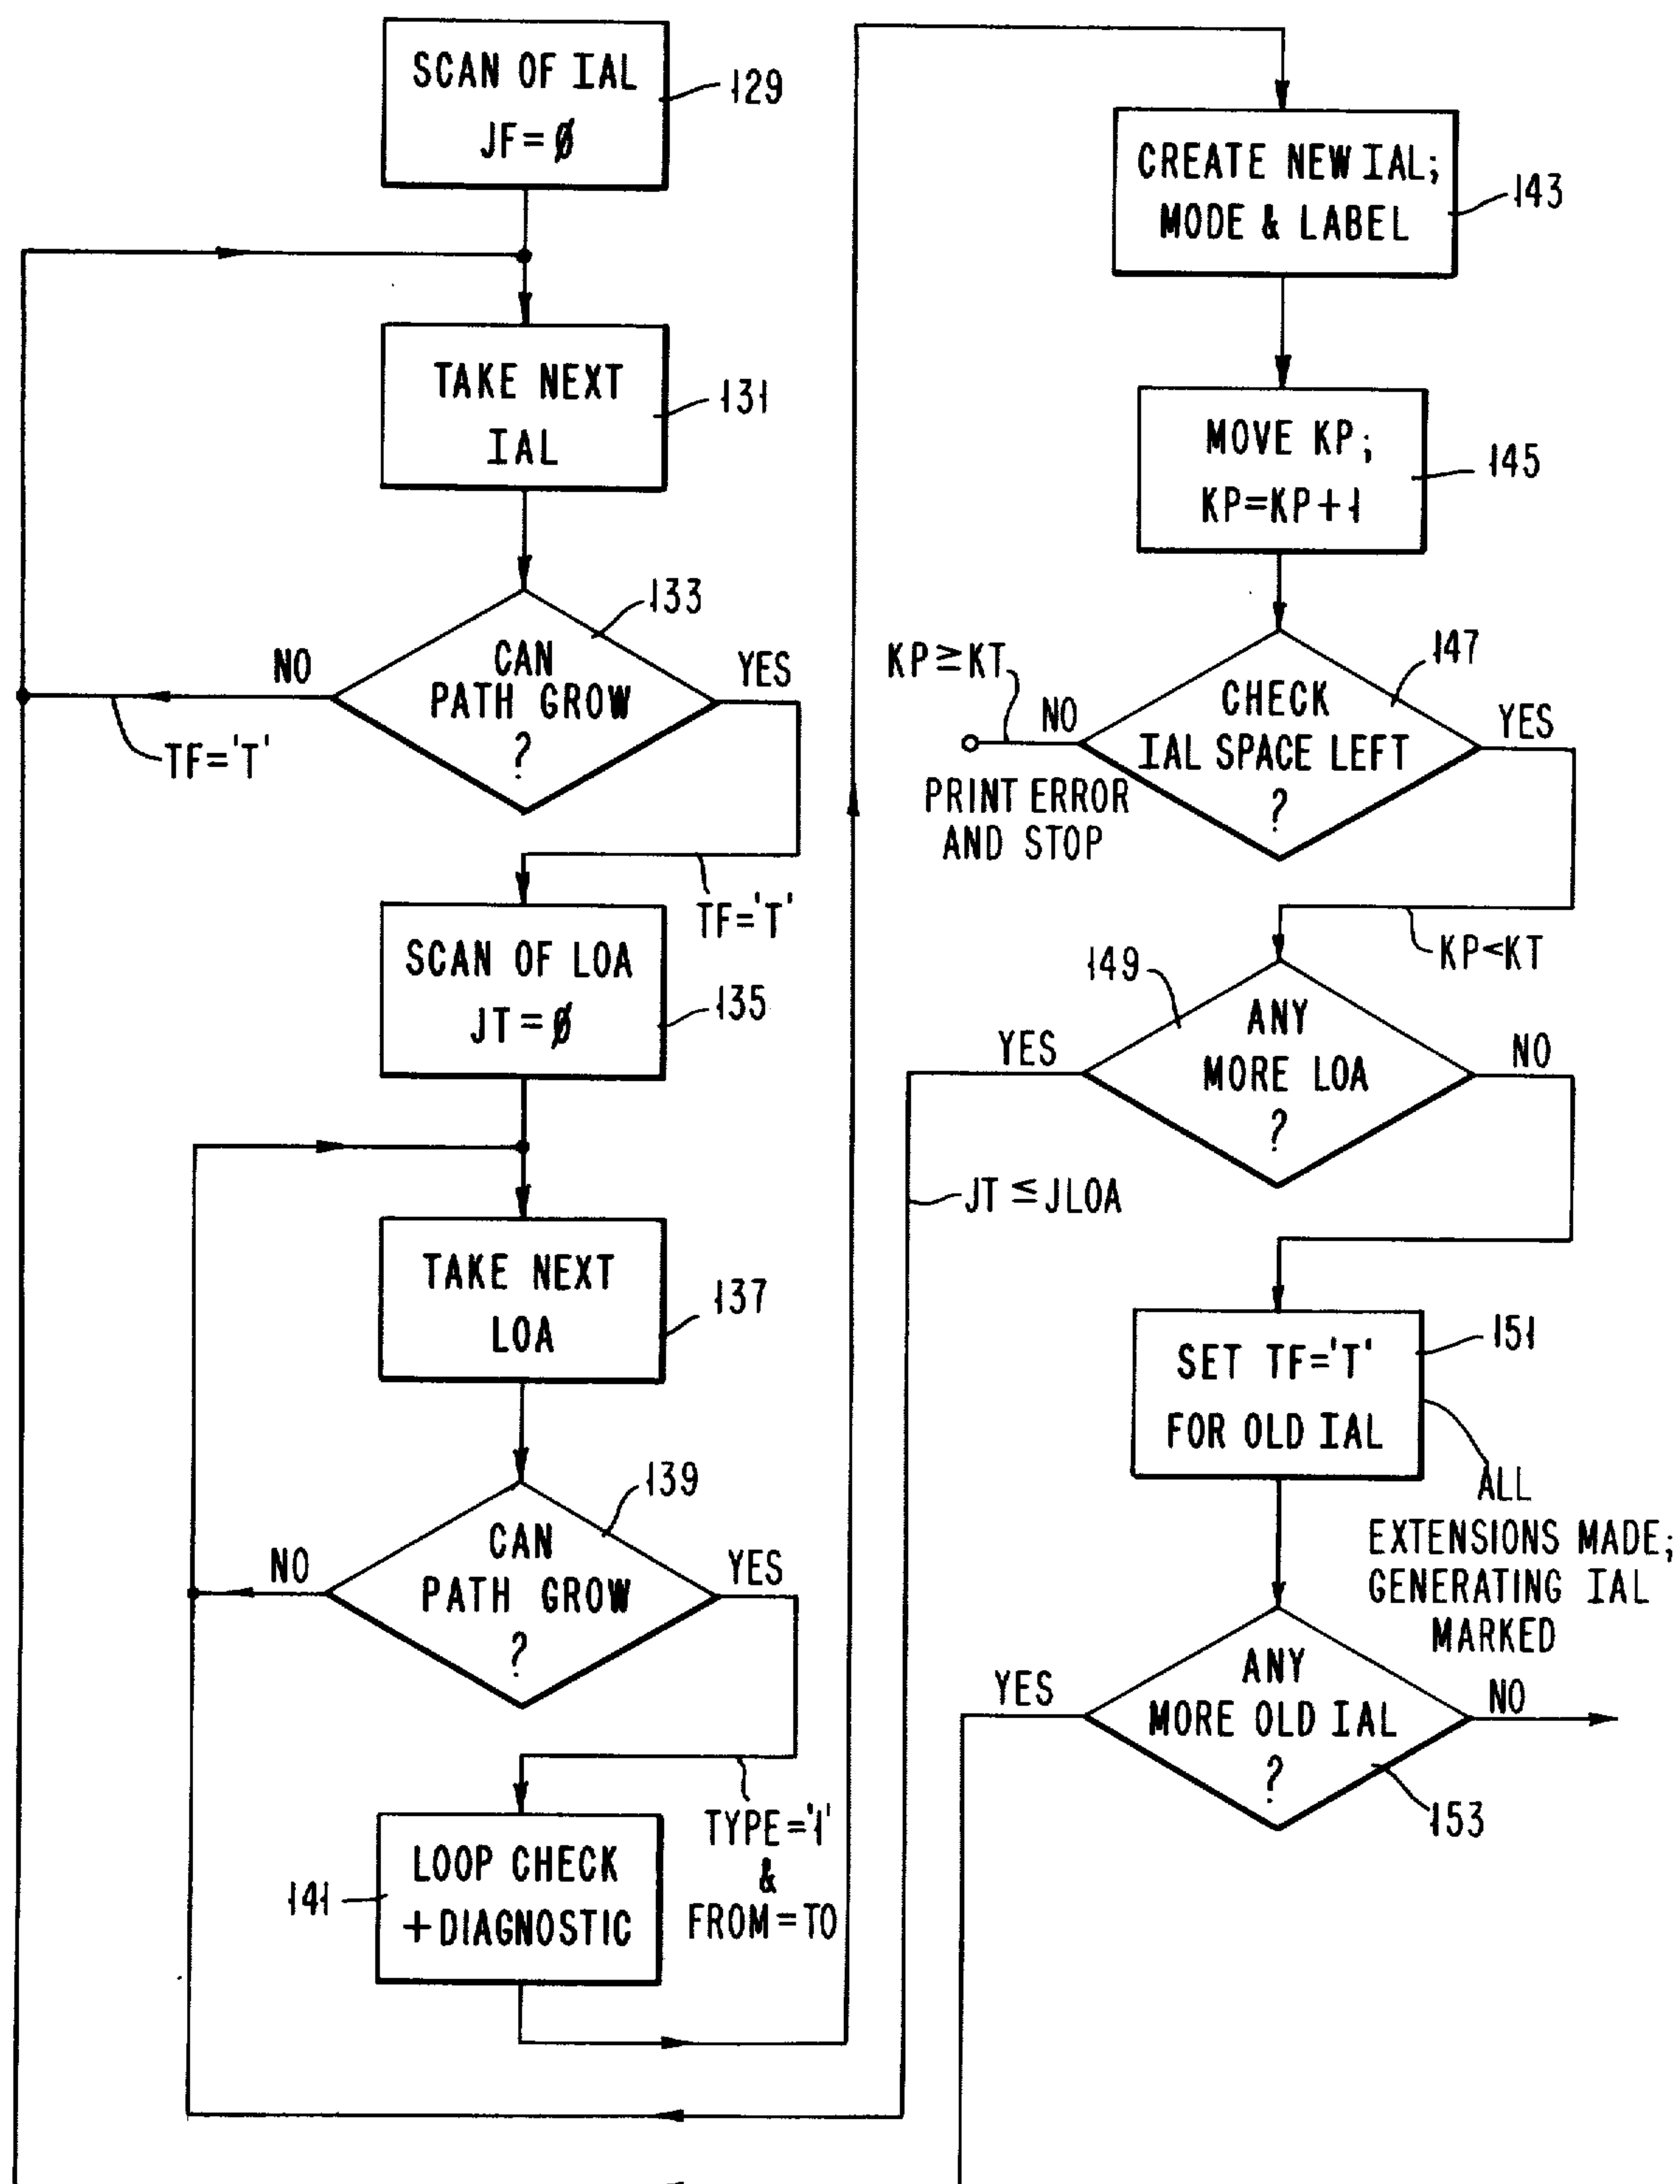 SCAN OF IAL
JF=Ø
129
TAKE NEXT
IAL
131
CAN
PATH GROW
?
133
NO
YES
TF='T'
TF='T'
SCAN OF LOA
JT=Ø
135
TAKE NEXT
LOA
137
CAN
PATH GROW
?
139
NO
YES
TYPE='1'
&
FROM=TO
LOOP CHECK
+DIAGNOSTIC
141
CREATE NEW IAL;
MODE & LABEL
143
MOVE KP;
KP=KP+1
145
CHECK
IAL SPACE LEFT
?
147
KP≥KT
NO
YES
PRINT ERROR
AND STOP
KP<KT
149
ANY
MORE LOA
?
YES
NO
JT≤JLOA
SET TF='T'
FOR OLD IAL
151
ALL
EXTENSIONS MADE;
GENERATING IAL
MARKED
ANY
MORE OLD IAL
?
YES
NO
153